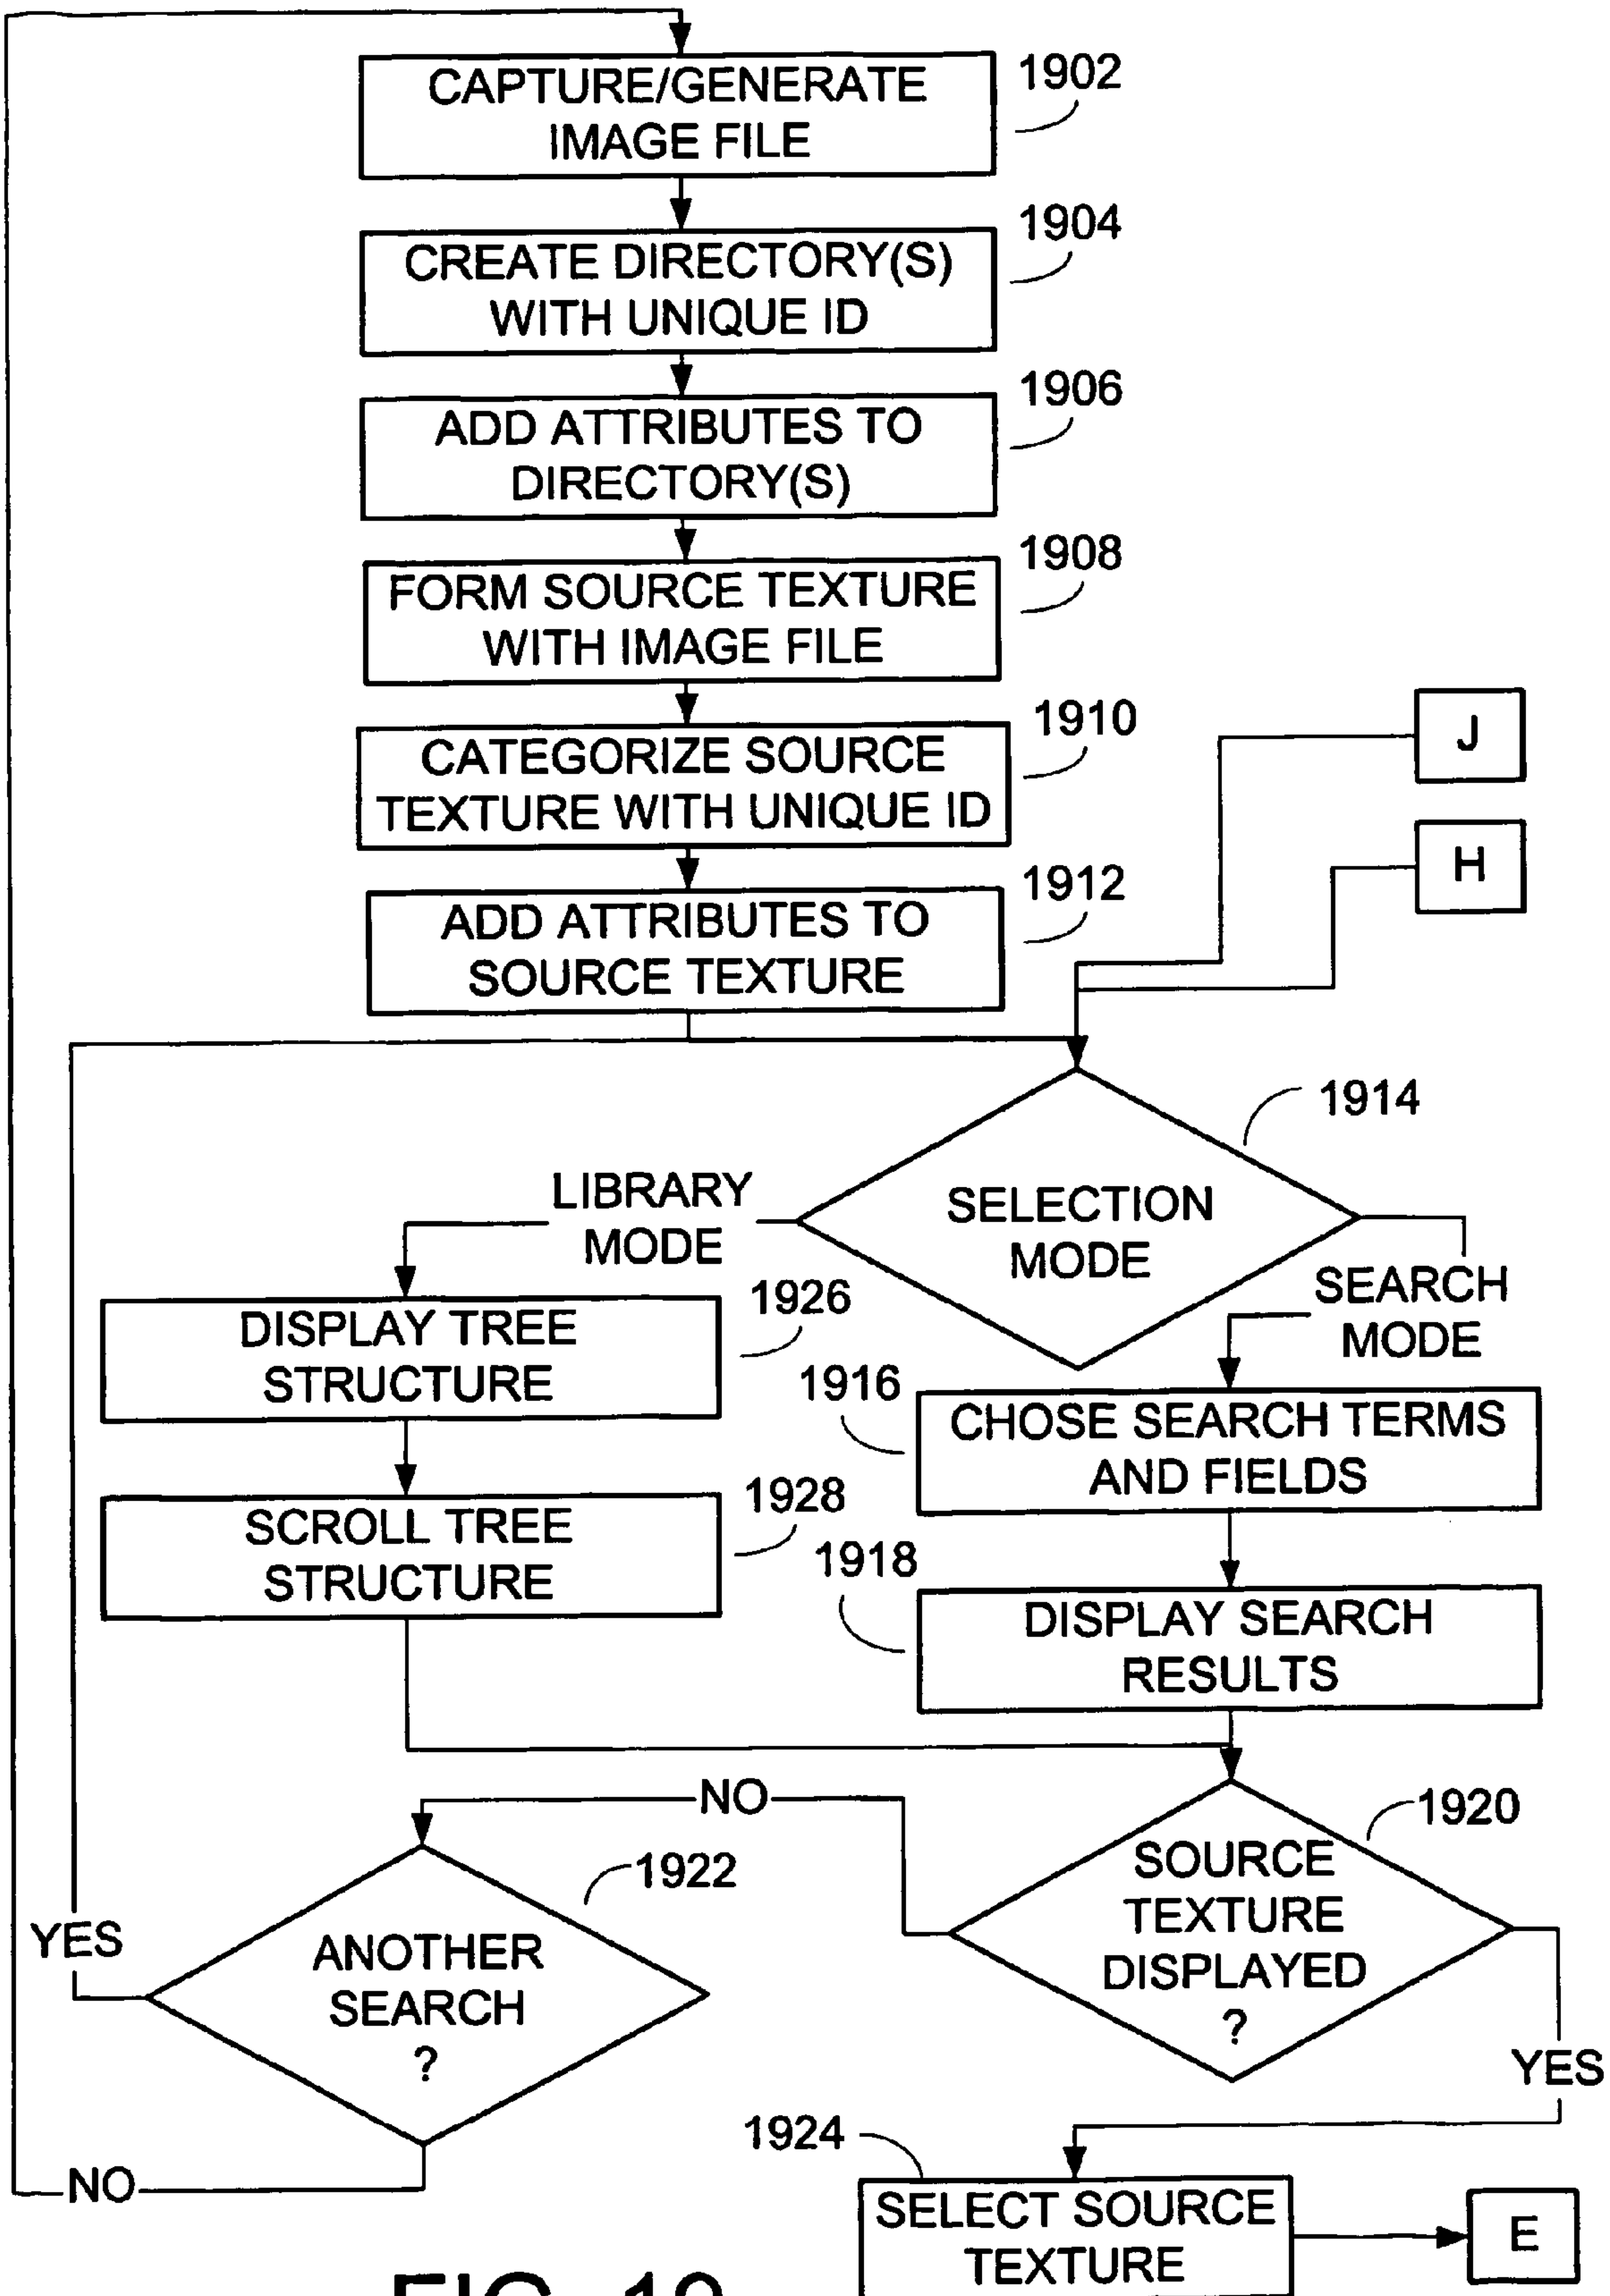 CAPTURE/GENERATE
IMAGE FILE
1902
CREATE DIRECTORY(S)
WITH UNIQUE ID
1904
ADD ATTRIBUTES TO
DIRECTORY(S)
1906
FORM SOURCE TEXTURE
WITH IMAGE FILE
1908
CATEGORIZE SOURCE
TEXTURE WITH UNIQUE ID
1910
J
H
ADD ATTRIBUTES TO
SOURCE TEXTURE
1912
SELECTION
MODE
1914
LIBRARY
MODE
SEARCH
MODE
DISPLAY TREE
STRUCTURE
1926
1916
CHOSE SEARCH TERMS
AND FIELDS
SCROLL TREE
STRUCTURE
1928
1918
DISPLAY SEARCH
RESULTS
NO
1920
SOURCE
TEXTURE
DISPLAYED
?
1922
ANOTHER
SEARCH
?
YES
YES
NO
1924
SELECT SOURCE
TEXTURE
E
FIG. 19